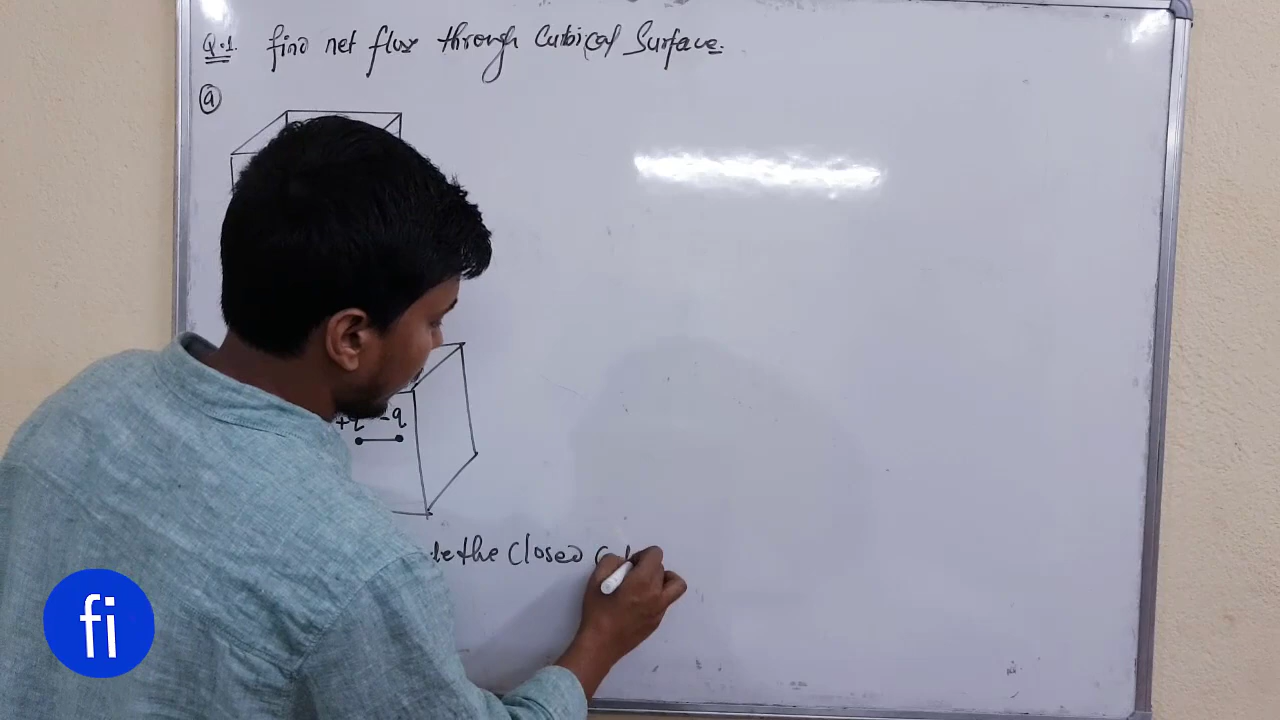 Q.1. find net flux through Cubical Surface.
(a)
+q -q
the Closed
fi